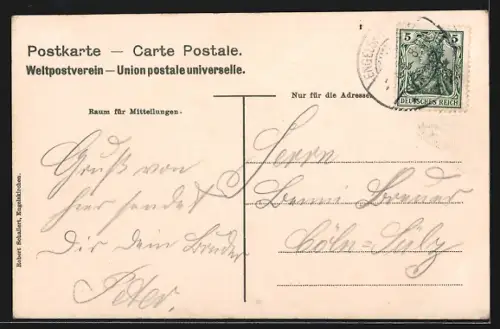 Postkarte — Carte Postale.
Weltpostverein — Union postale universelle.
5 5
DEUTSCHES REICH
Raum für Mitteilungen.
Nur für die Adresse.
Gruß von
hier sendet
Dir dein Bruder
Peter.
Herrn
Brauer
Cöln=Sülz
Robert Schallert, Engelskirchen.